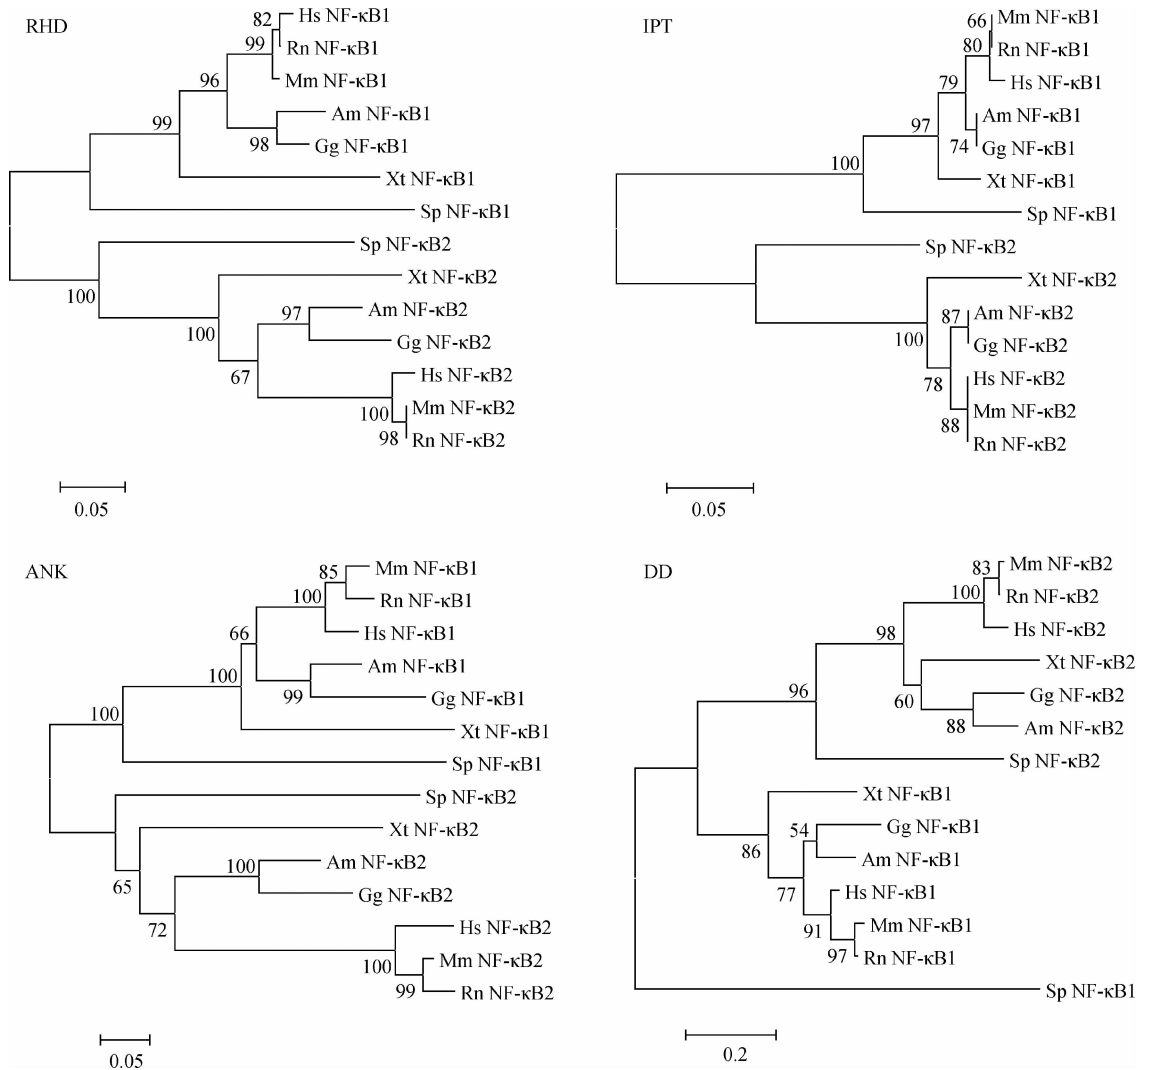 RHD
82
Hs NF-κB1
99
Rn NF-κB1
Mm NF-κB1
96
Am NF-κB1
99
98
Gg NF-κB1
Xt NF-κB1
Sp NF-κB1
Sp NF-κB2
100
Xt NF-κB2
97
Am NF-κB2
100
Gg NF-κB2
67
Hs NF-κB2
100
Mm NF-κB2
98
Rn NF-κB2
0.05
IPT
66
Mm NF-κB1
80
Rn NF-κB1
79
Hs NF-κB1
97
Am NF-κB1
74
Gg NF-κB1
100
Xt NF-κB1
Sp NF-κB1
Sp NF-κB2
Xt NF-κB2
87
Am NF-κB2
100
Gg NF-κB2
78
Hs NF-κB2
Mm NF-κB2
88
Rn NF-κB2
0.05
ANK
85
Mm NF-κB1
100
Rn NF-κB1
66
Hs NF-κB1
100
Am NF-κB1
99
Gg NF-κB1
100
Xt NF-κB1
Sp NF-κB1
Sp NF-κB2
Xt NF-κB2
100
Am NF-κB2
65
Gg NF-κB2
72
Hs NF-κB2
100
Mm NF-κB2
99
Rn NF-κB2
0.05
DD
83
Mm NF-κB2
100
Rn NF-κB2
98
Hs NF-κB2
Xt NF-κB2
96
60
Gg NF-κB2
88
Am NF-κB2
Sp NF-κB2
Xt NF-κB1
54
Gg NF-κB1
86
Am NF-κB1
77
Hs NF-κB1
91
Mm NF-κB1
97
Rn NF-κB1
Sp NF-κB1
0.2